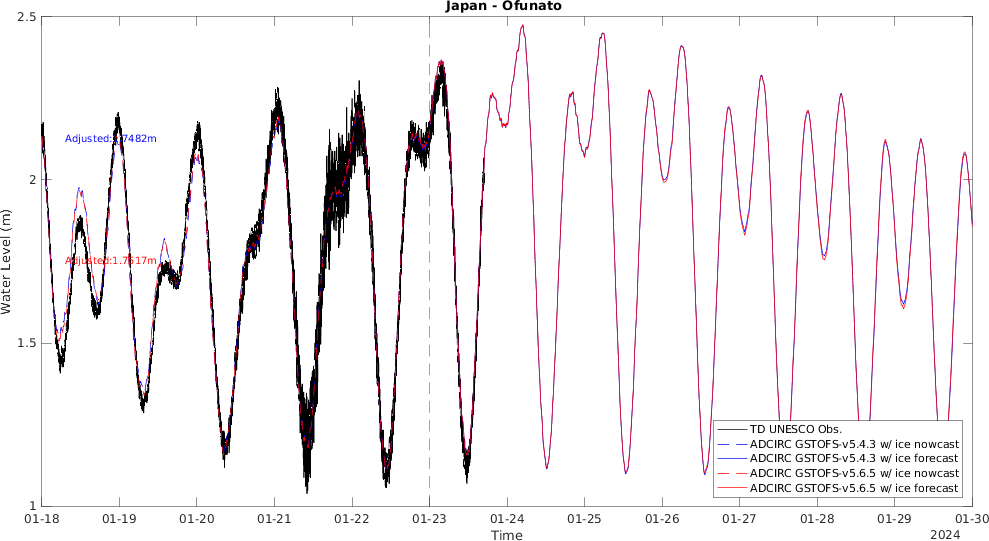 Japan - Ofunato
2.5
2
1.5
1
Water Level (m)
Adjusted:1.7482m
Adjusted:1.7617m
TD UNESCO Obs.
ADCIRC GSTOFS-v5.4.3 w/ ice nowcast
ADCIRC GSTOFS-v5.4.3 w/ ice forecast
ADCIRC GSTOFS-v5.6.5 w/ ice nowcast
ADCIRC GSTOFS-v5.6.5 w/ ice forecast
01-18 01-19 01-20 01-21 01-22 01-23 01-24 01-25 01-26 01-27 01-28 01-29 01-30
Time
2024